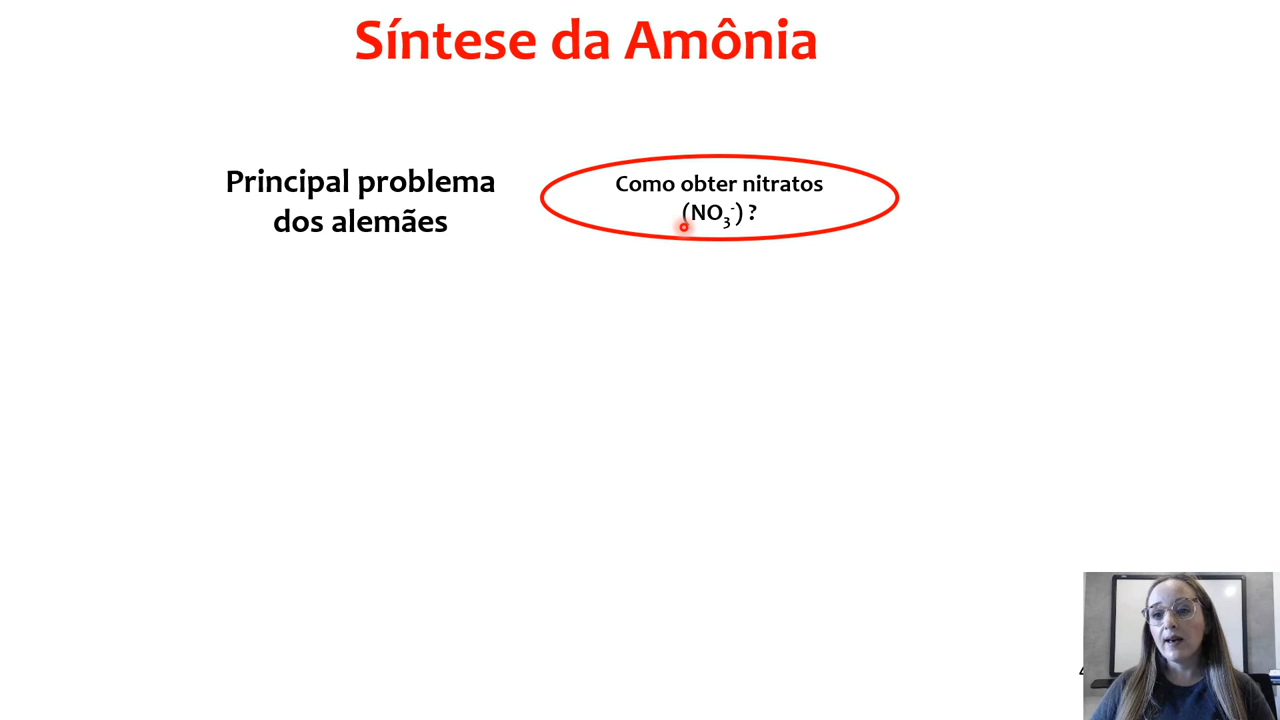 Síntese da Amônia
Principal problema
dos alemães
Como obter nitratos
(NO₃⁻) ?